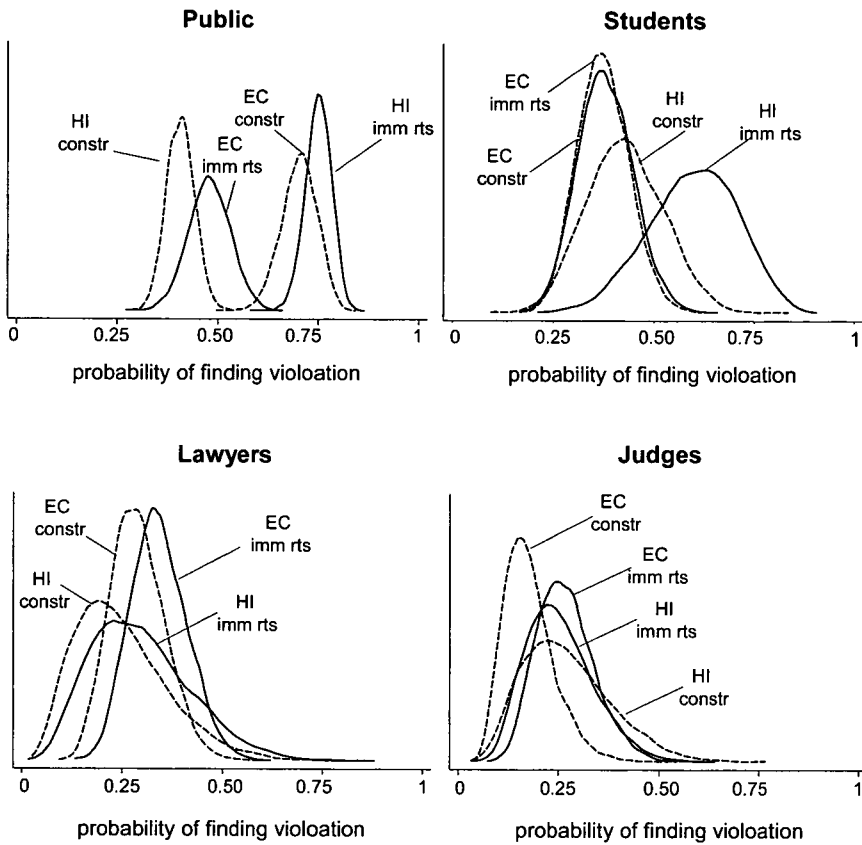 Public
HI
constr
EC
imm rts
EC
constr
HI
imm rts
0
0.25
0.50
0.75
1
probability of finding violoation
Students
EC
imm rts
EC
constr
HI
constr
HI
imm rts
0
0.25
0.50
0.75
1
probability of finding violoation
Lawyers
EC
constr
HI
constr
EC
imm rts
HI
imm rts
0
0.25
0.50
0.75
1
probability of finding violoation
Judges
EC
constr
EC
imm rts
HI
imm rts
HI
constr
0
0.25
0.50
0.75
1
probability of finding violoation